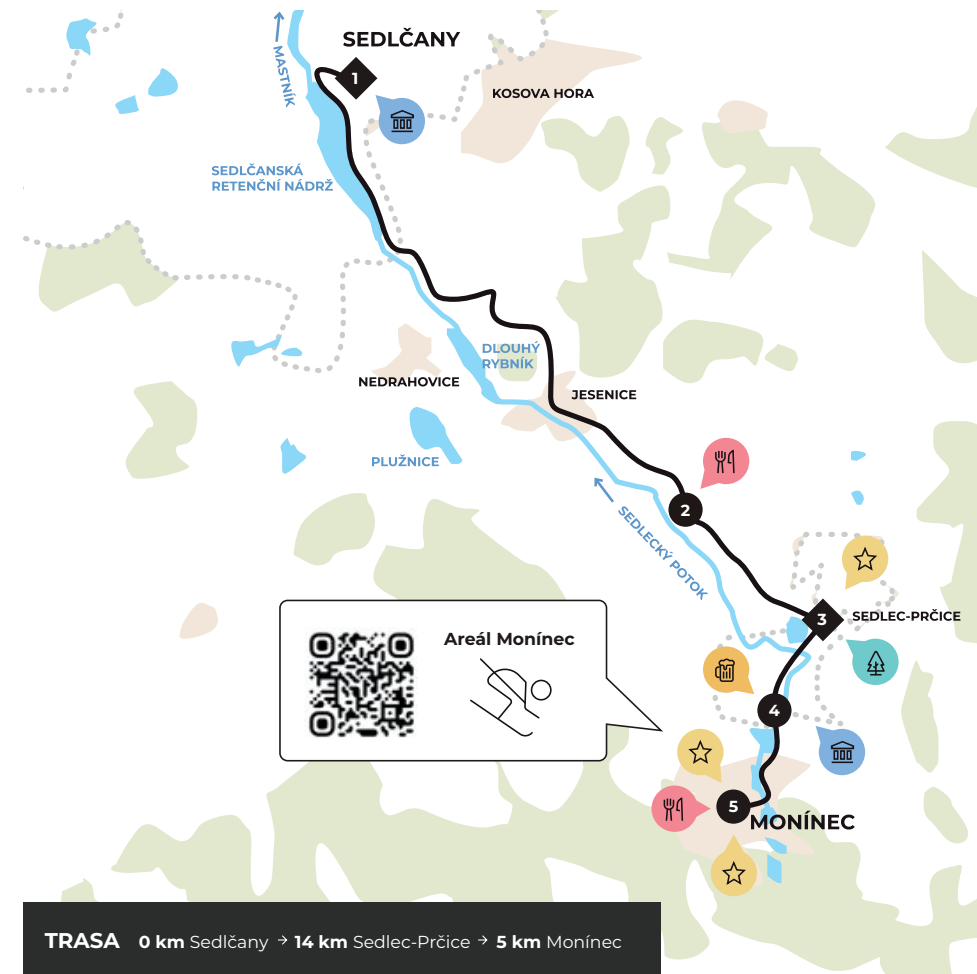 SEDLČANY
MASTNÍK
1
KOSOVA HORA
SEDLČANSKÁ
RETENČNÍ NÁDRŽ
DLOUHÝ
RYBNÍK
NEDRAHOVICE
JESENICE
PLUŽNICE
2
SEDLECKÝ POTOK
3
SEDLEC-PRČICE
Areál Monínec
4
5
MONÍNEC
TRASA 0 km Sedlčany → 14 km Sedlec-Prčice → 5 km Monínec